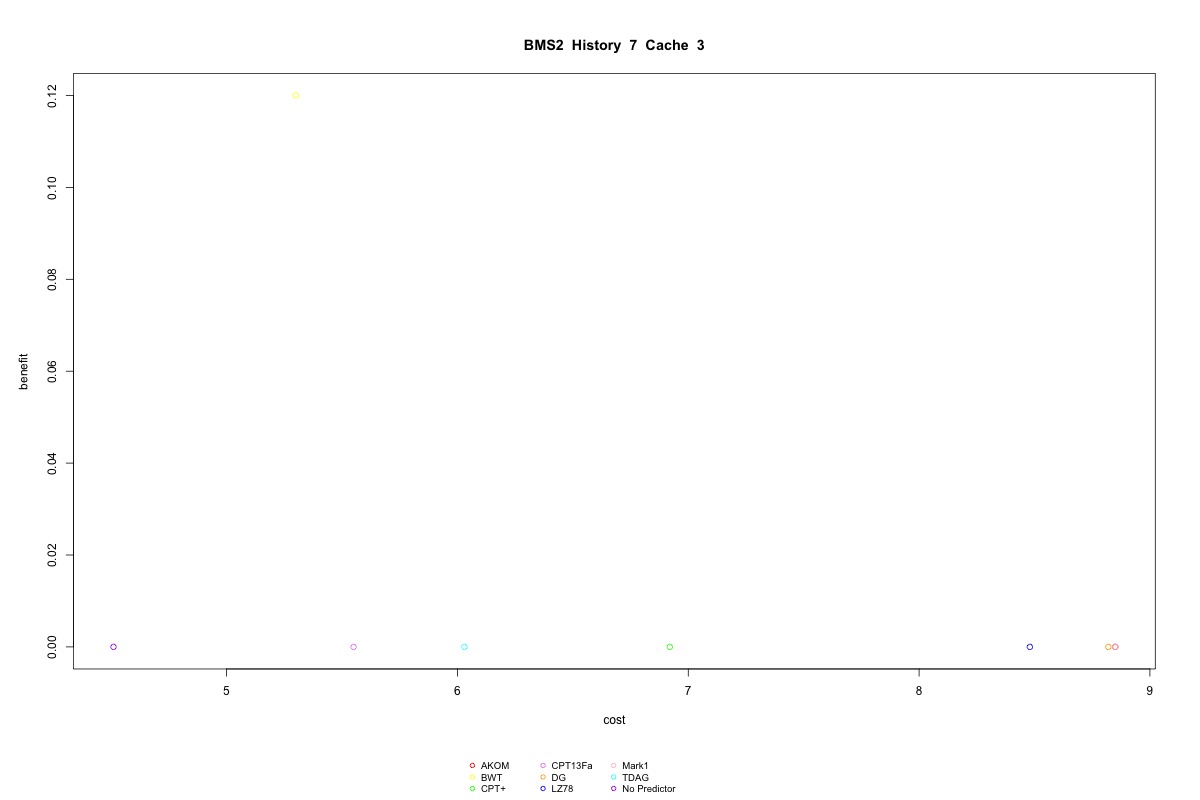 BMS2 History 7 Cache 3
0.12
0.10
0.08
0.06
0.04
0.02
0.00
benefit
5 6 7 8 9
cost
AKOM CPT13Fa Mark1
BWT DG TDAG
CPT+ LZ78 No Predictor